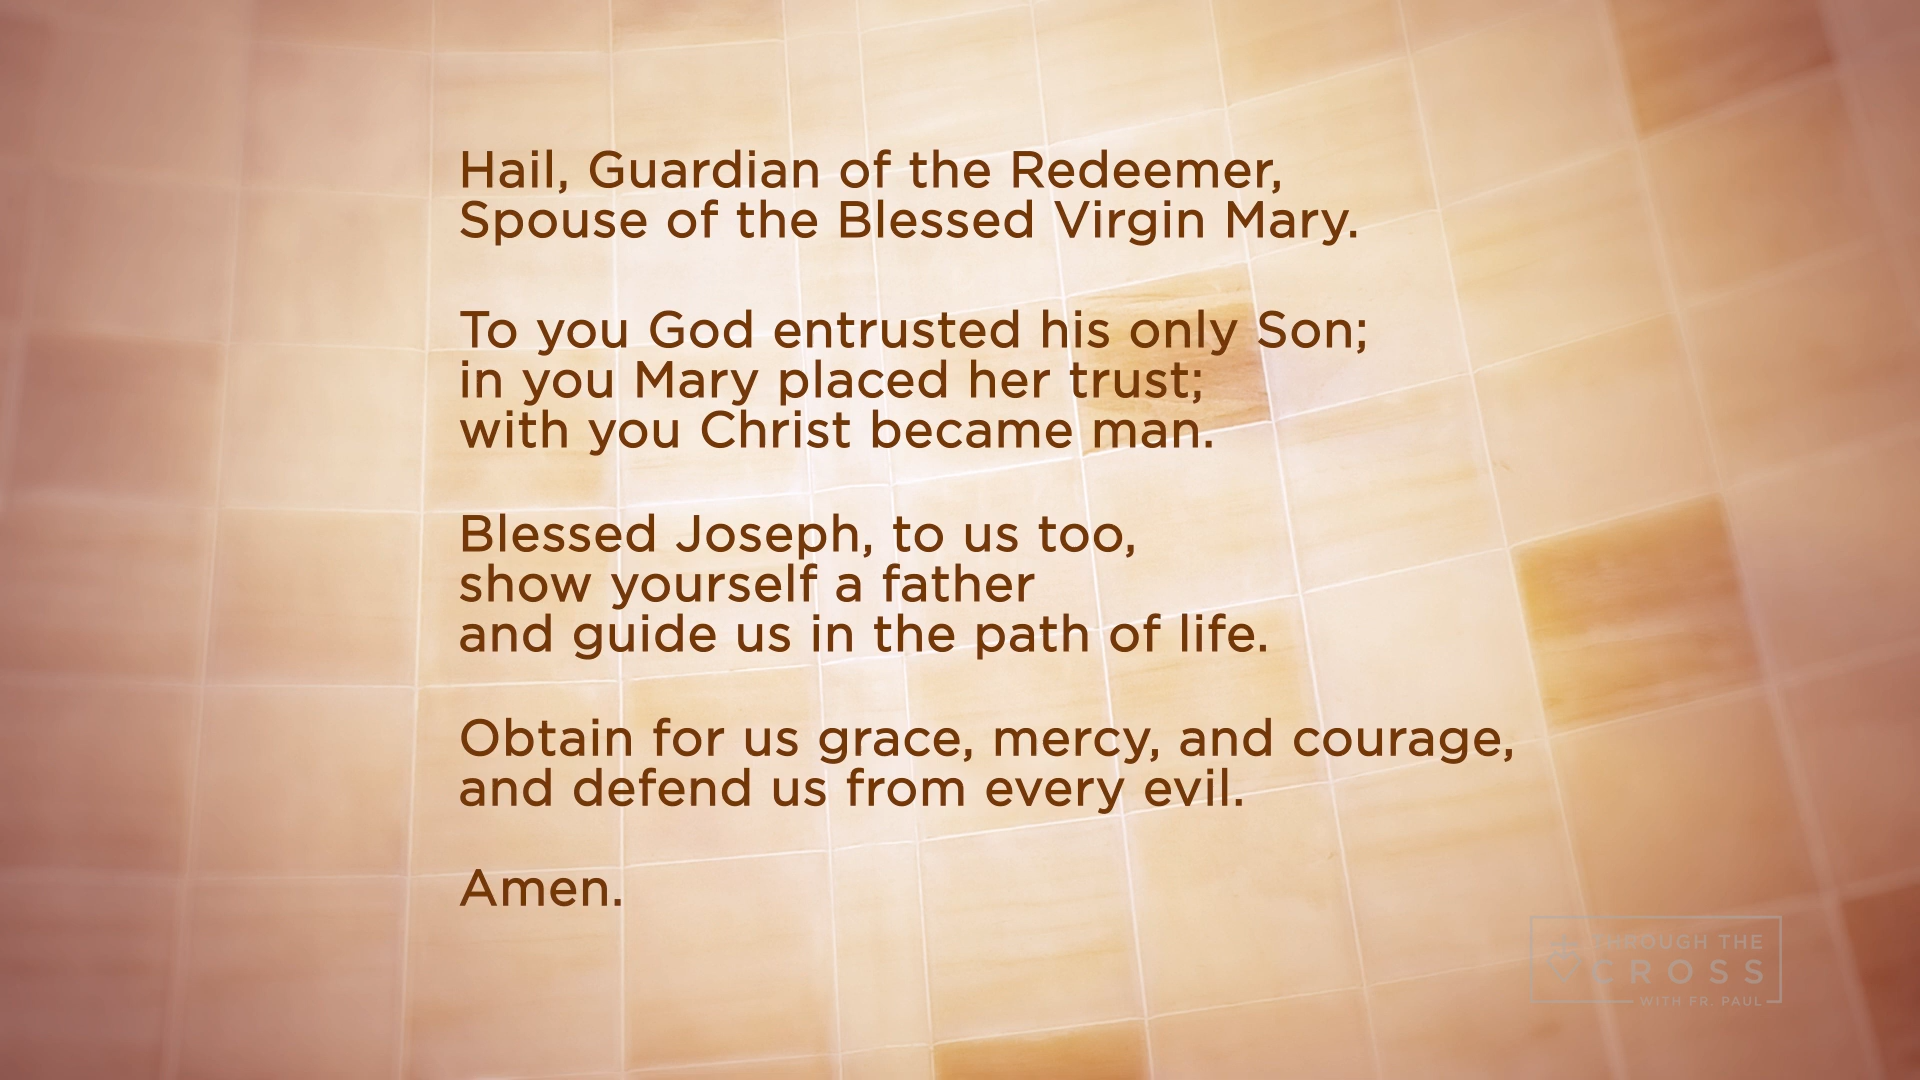 Hail, Guardian of the Redeemer,
Spouse of the Blessed Virgin Mary.
To you God entrusted his only Son;
in you Mary placed her trust;
with you Christ became man.
Blessed Joseph, to us too,
show yourself a father
and guide us in the path of life.
Obtain for us grace, mercy, and courage,
and defend us from every evil.
Amen.
THROUGH THE
CROSS
WITH FR. PAUL